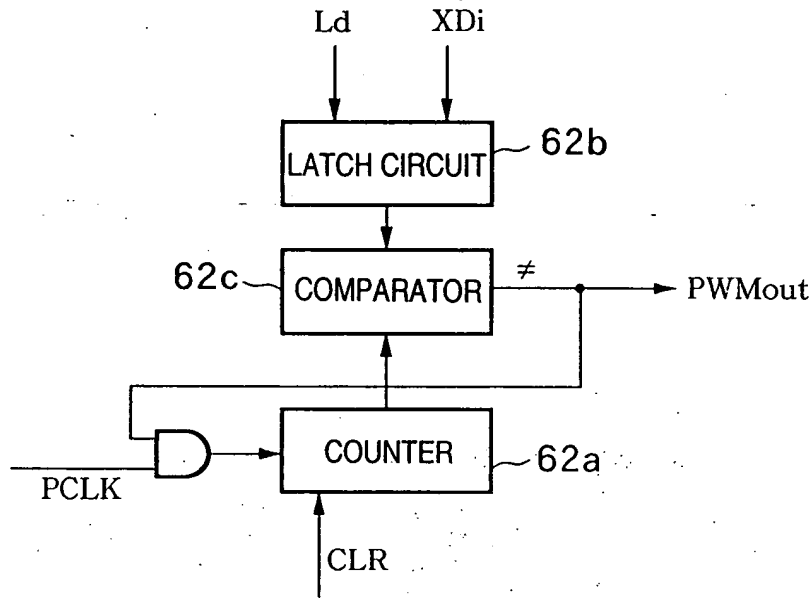 Ld XDi
LATCH CIRCUIT 62b
62c COMPARATOR ≠ PWMout
COUNTER 62a
PCLK
CLR